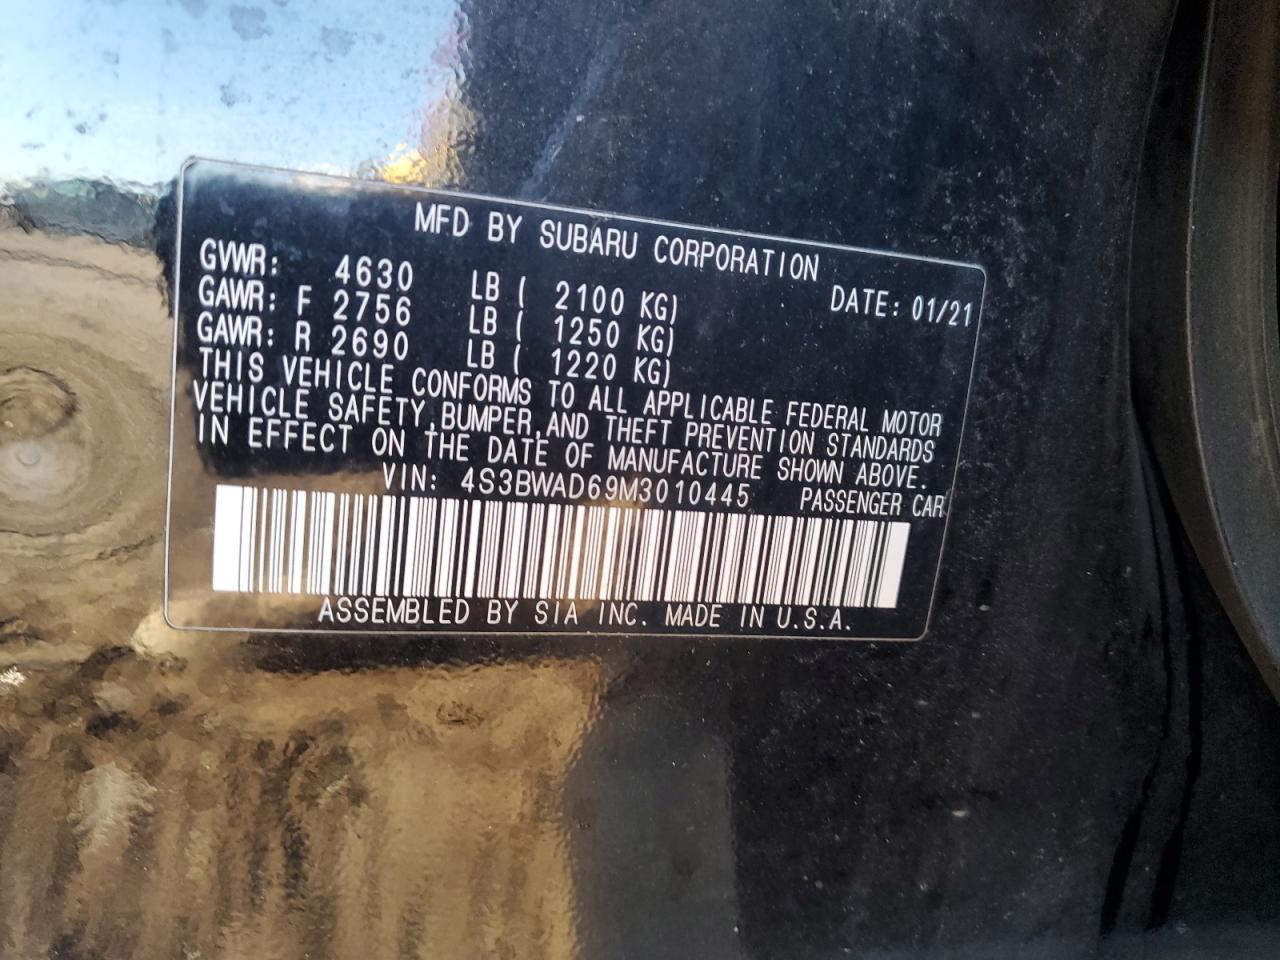 MFD BY SUBARU CORPORATION
GVWR: 4630 LB ( 2100 KG) DATE: 01/21
GAWR: F 2756 LB ( 1250 KG)
GAWR: R 2690 LB ( 1220 KG)
THIS VEHICLE CONFORMS TO ALL APPLICABLE FEDERAL MOTOR
VEHICLE SAFETY, BUMPER, AND THEFT PREVENTION STANDARDS
IN EFFECT ON THE DATE OF MANUFACTURE SHOWN ABOVE.
VIN: 4S3BWAD69M3010445 PASSENGER CAR
ASSEMBLED BY SIA INC. MADE IN U.S.A.